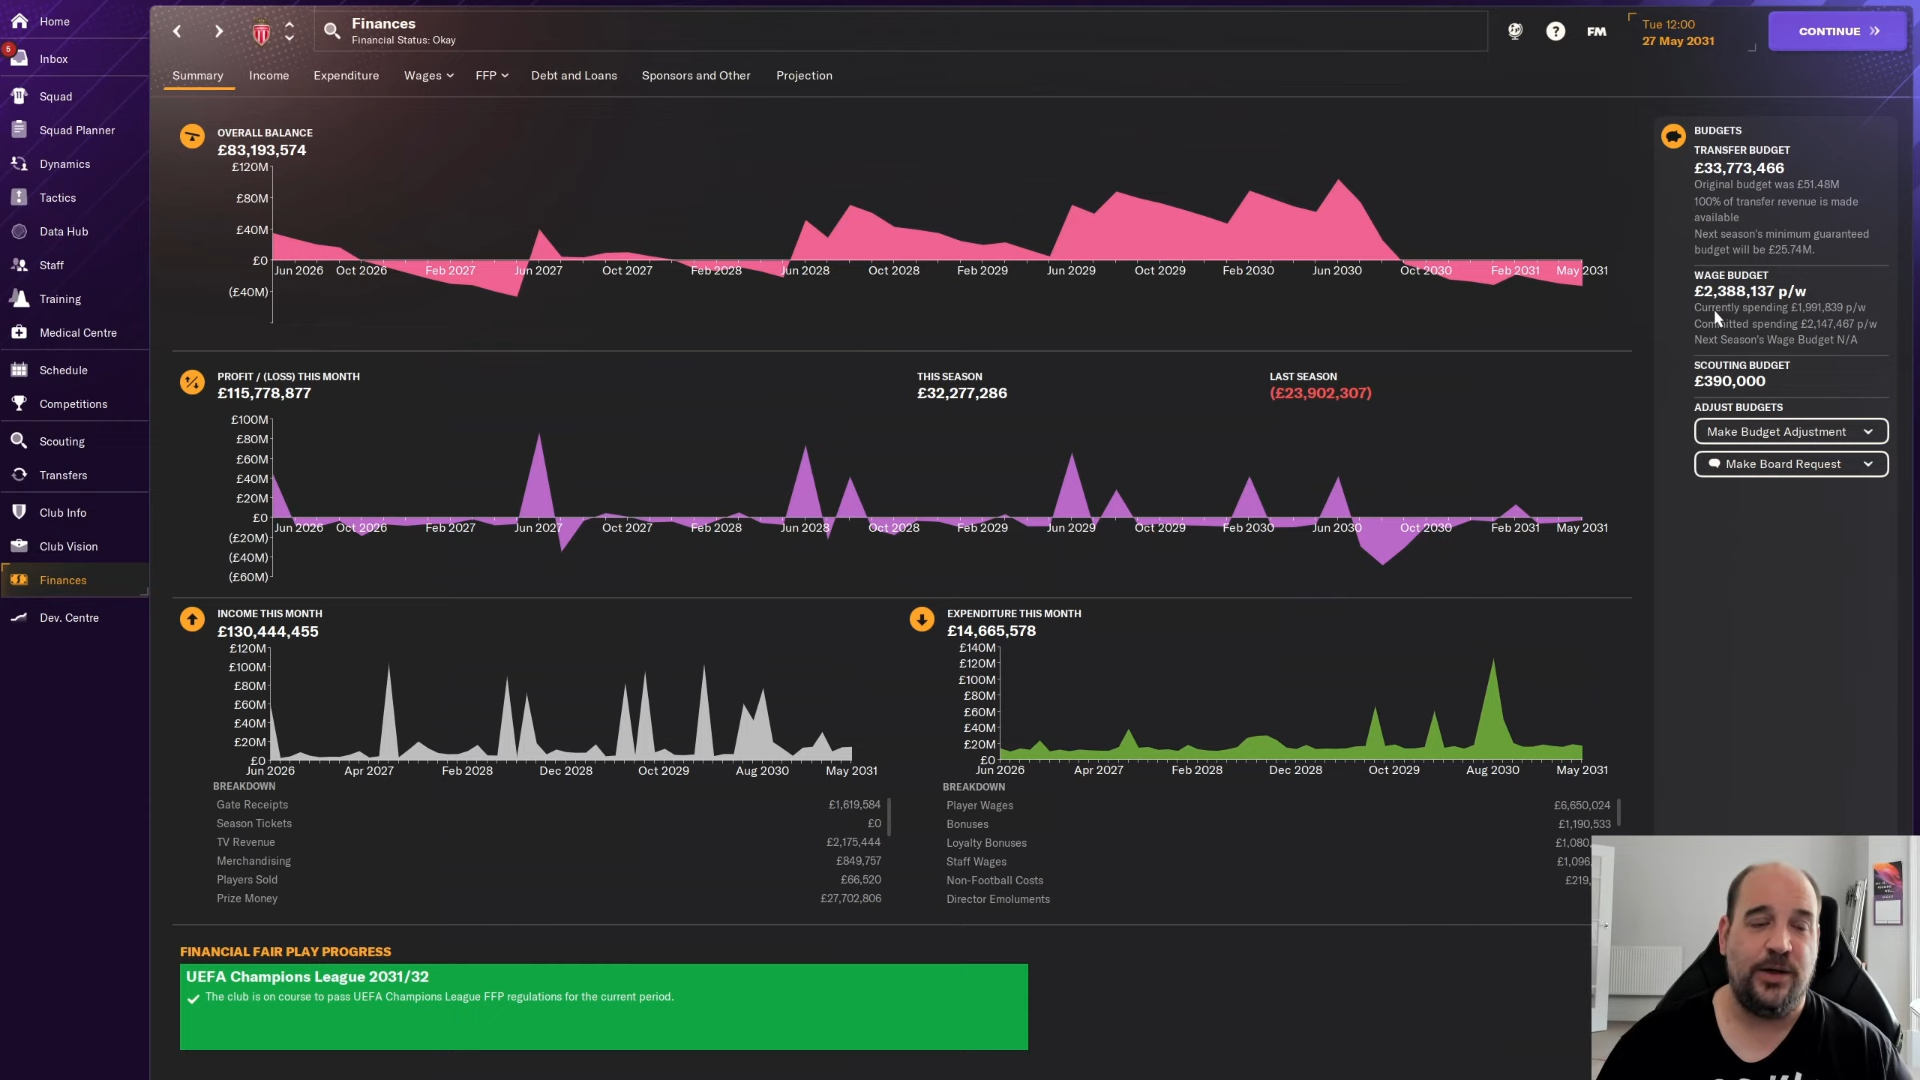 Home
5
Inbox
Squad
Squad Planner
Dynamics
Tactics
Data Hub
Staff
Training
Medical Centre
Schedule
Competitions
Scouting
Transfers
Club Info
Club Vision
Finances
Dev. Centre
Finances
Financial Status: Okay
FM
Tue 12:00
27 May 2031
CONTINUE
Summary Income Expenditure Wages FFP Debt and Loans Sponsors and Other Projection
OVERALL BALANCE
£83,193,574
£120M
£80M
£40M
£0
(£40M)
Jun 2026 Oct 2026 Feb 2027 Jun 2027 Oct 2027 Feb 2028 Jun 2028 Oct 2028 Feb 2029 Jun 2029 Oct 2029 Feb 2030 Jun 2030 Oct 2030 Feb 2031 May 2031
PROFIT / (LOSS) THIS MONTH
£115,778,877
THIS SEASON
£32,277,286
LAST SEASON
(£23,902,307)
£100M
£80M
£60M
£40M
£20M
£0
(£20M)
(£40M)
(£60M)
Jun 2026 Oct 2026 Feb 2027 Jun 2027 Oct 2027 Feb 2028 Jun 2028 Oct 2028 Feb 2029 Jun 2029 Oct 2029 Feb 2030 Jun 2030 Oct 2030 Feb 2031 May 2031
INCOME THIS MONTH
£130,444,455
£120M
£100M
£80M
£60M
£40M
£20M
£0
Jun 2026 Apr 2027 Feb 2028 Dec 2028 Oct 2029 Aug 2030 May 2031
BREAKDOWN
Gate Receipts £1,619,584
Season Tickets £0
TV Revenue £2,175,444
Merchandising £849,757
Players Sold £66,520
Prize Money £27,702,806
EXPENDITURE THIS MONTH
£14,665,578
£140M
£120M
£100M
£80M
£60M
£40M
£20M
£0
Jun 2026 Apr 2027 Feb 2028 Dec 2028 Oct 2029 Aug 2030 May 2031
BREAKDOWN
Player Wages £6,650,024
Bonuses £1,190,533
Loyalty Bonuses £1,080,
Staff Wages £1,096,
Non-Football Costs £219,
Director Emoluments
FINANCIAL FAIR PLAY PROGRESS
UEFA Champions League 2031/32
The club is on course to pass UEFA Champions League FFP regulations for the current period.
BUDGETS
TRANSFER BUDGET
£33,773,466
Original budget was £51.48M
100% of transfer revenue is made
available
Next season's minimum guaranteed
budget will be £25.74M.
WAGE BUDGET
£2,388,137 p/w
Currently spending £1,991,839 p/w
Committed spending £2,147,467 p/w
Next Season's Wage Budget N/A
SCOUTING BUDGET
£390,000
ADJUST BUDGETS
Make Budget Adjustment
Make Board Request